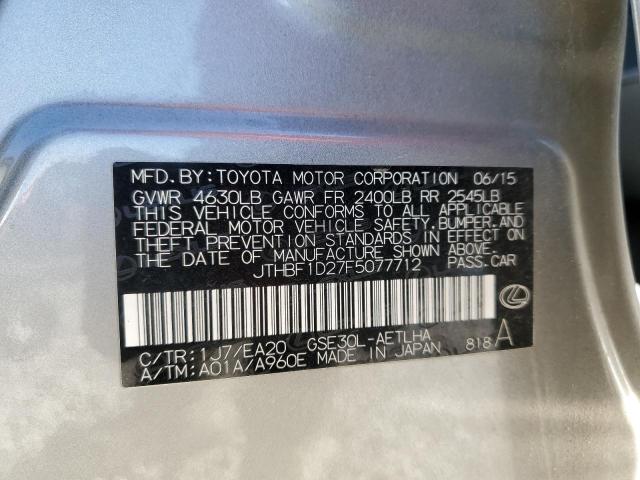 MFD. BY: TOYOTA MOTOR CORPORATION 06/15
GVWR 4630LB GAWR FR 2400LB RR 2545LB
THIS VEHICLE CONFORMS TO ALL APPLICABLE
FEDERAL MOTOR VEHICLE SAFETY, BUMPER, AND
THEFT PREVENTION STANDARDS IN EFFECT ON
THE DATE OF MANUFACTURE SHOWN ABOVE.
JTHBF1D27F5077712 PASS. CAR
C/TR: 1J7/EA20 GSE30L-AETLHA
A/TM: A01A/A960E MADE IN JAPAN 818 A